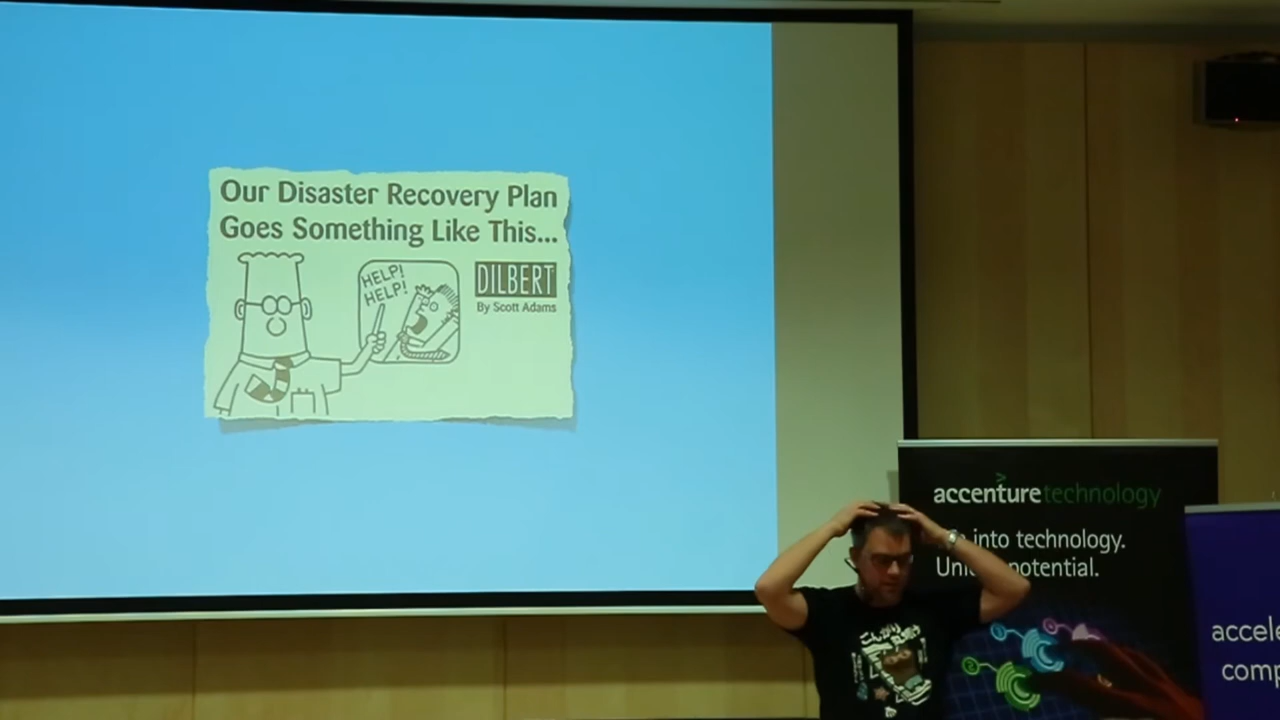 Our Disaster Recovery Plan
Goes Something Like This...
HELP!
HELP!
DILBERT
By Scott Adams
accenturetechnology
into technology.
potential.
accele
comp